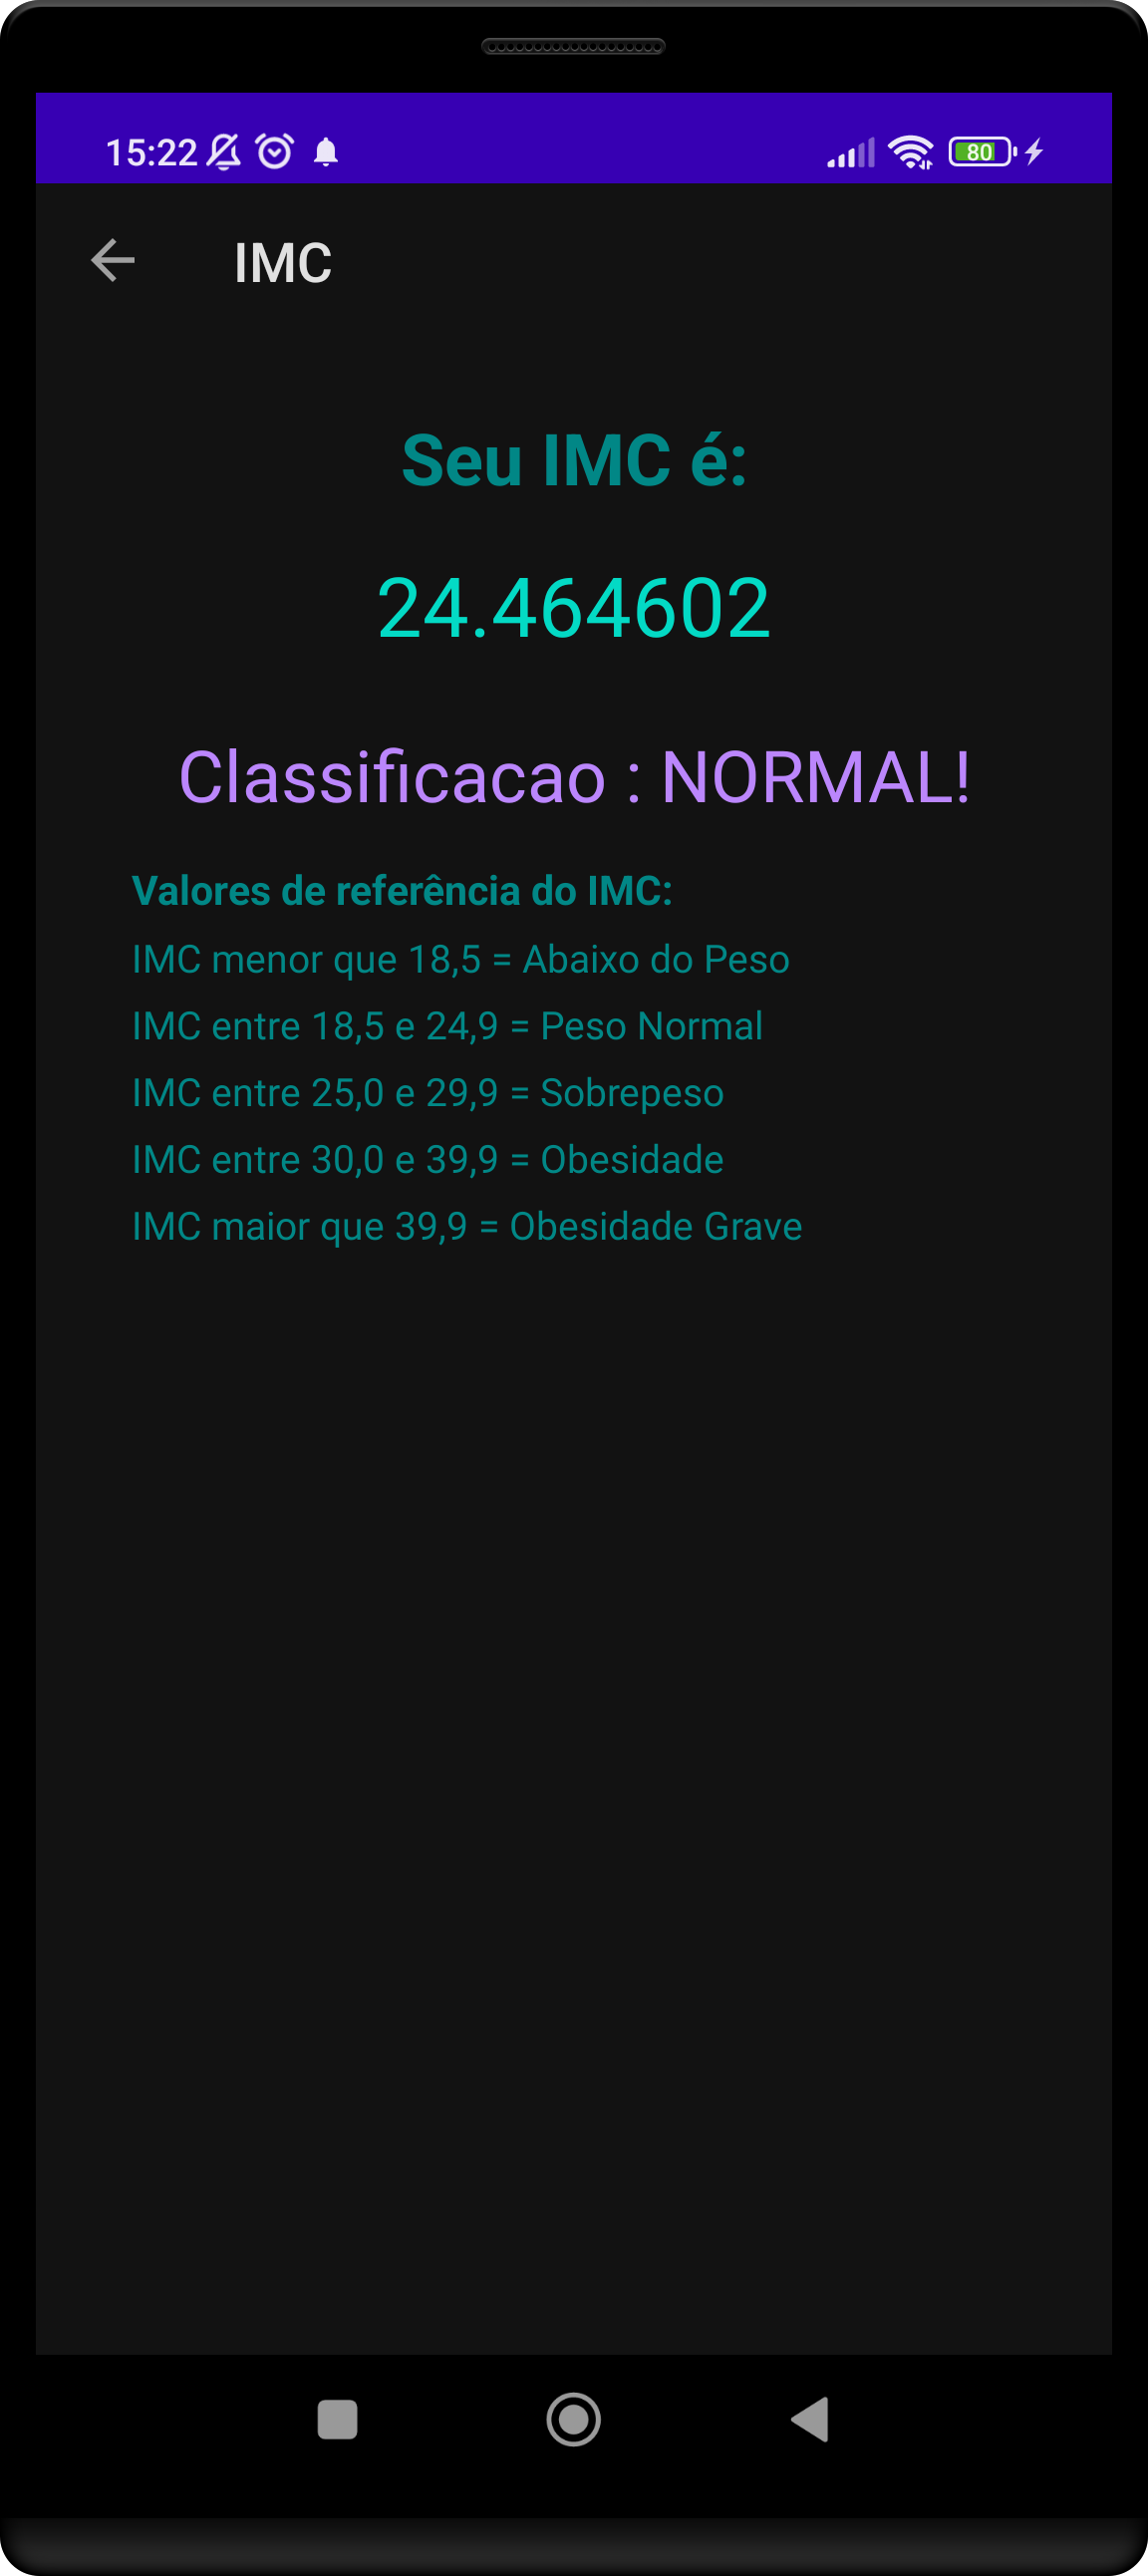 15:22
80
IMC
Seu IMC é:
24.464602
Classificacao : NORMAL!
Valores de referência do IMC:
IMC menor que 18,5 = Abaixo do Peso
IMC entre 18,5 e 24,9 = Peso Normal
IMC entre 25,0 e 29,9 = Sobrepeso
IMC entre 30,0 e 39,9 = Obesidade
IMC maior que 39,9 = Obesidade Grave